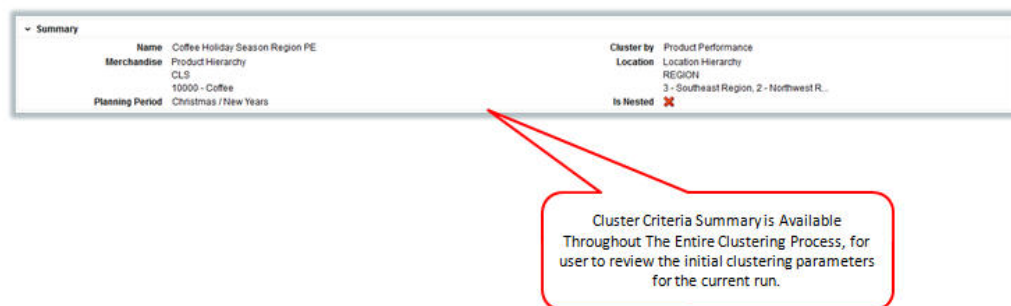 Summary
Name Coffee Holiday Season Region PE Cluster by Product Performance
Merchandise Product Hierarchy Location Location Hierarchy
CLS REGION
10000 - Coffee 3 - Southeast Region, 2 - Northwest R...
Planning Period Christmas / New Years Is Nested
Cluster Criteria Summary is Available
Throughout The Entire Clustering Process, for
user to review the initial clustering parameters
for the current run.